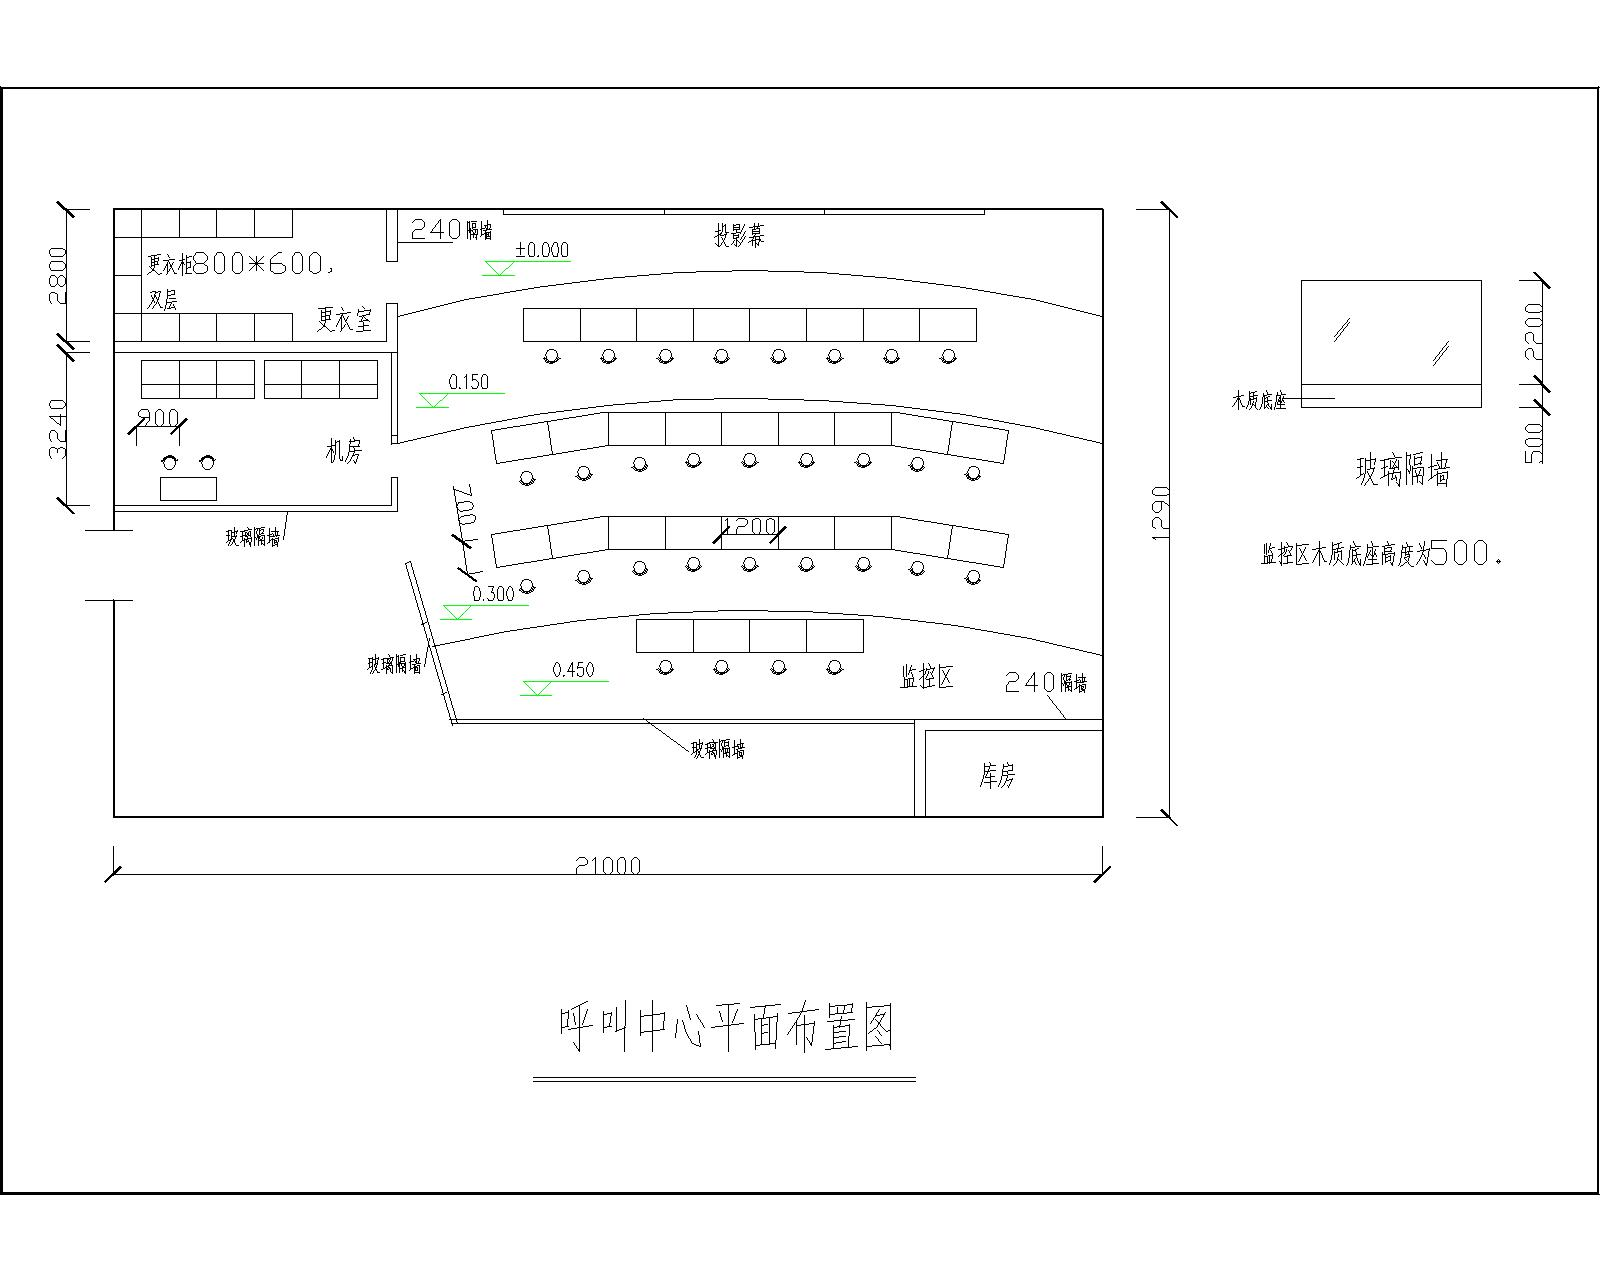 240隔墙
投影幕
±0.000
2800
更衣柜800*600,
双层
更衣室
2200
0.150
木质底座
3240
900
机房
500
玻璃隔墙
700
1290
1200
玻璃隔墙
监控区木质底座高度为500。
0.300
玻璃隔墙
0.450
监控区
240隔墙
玻璃隔墙
库房
21000
呼叫中心平面布置图